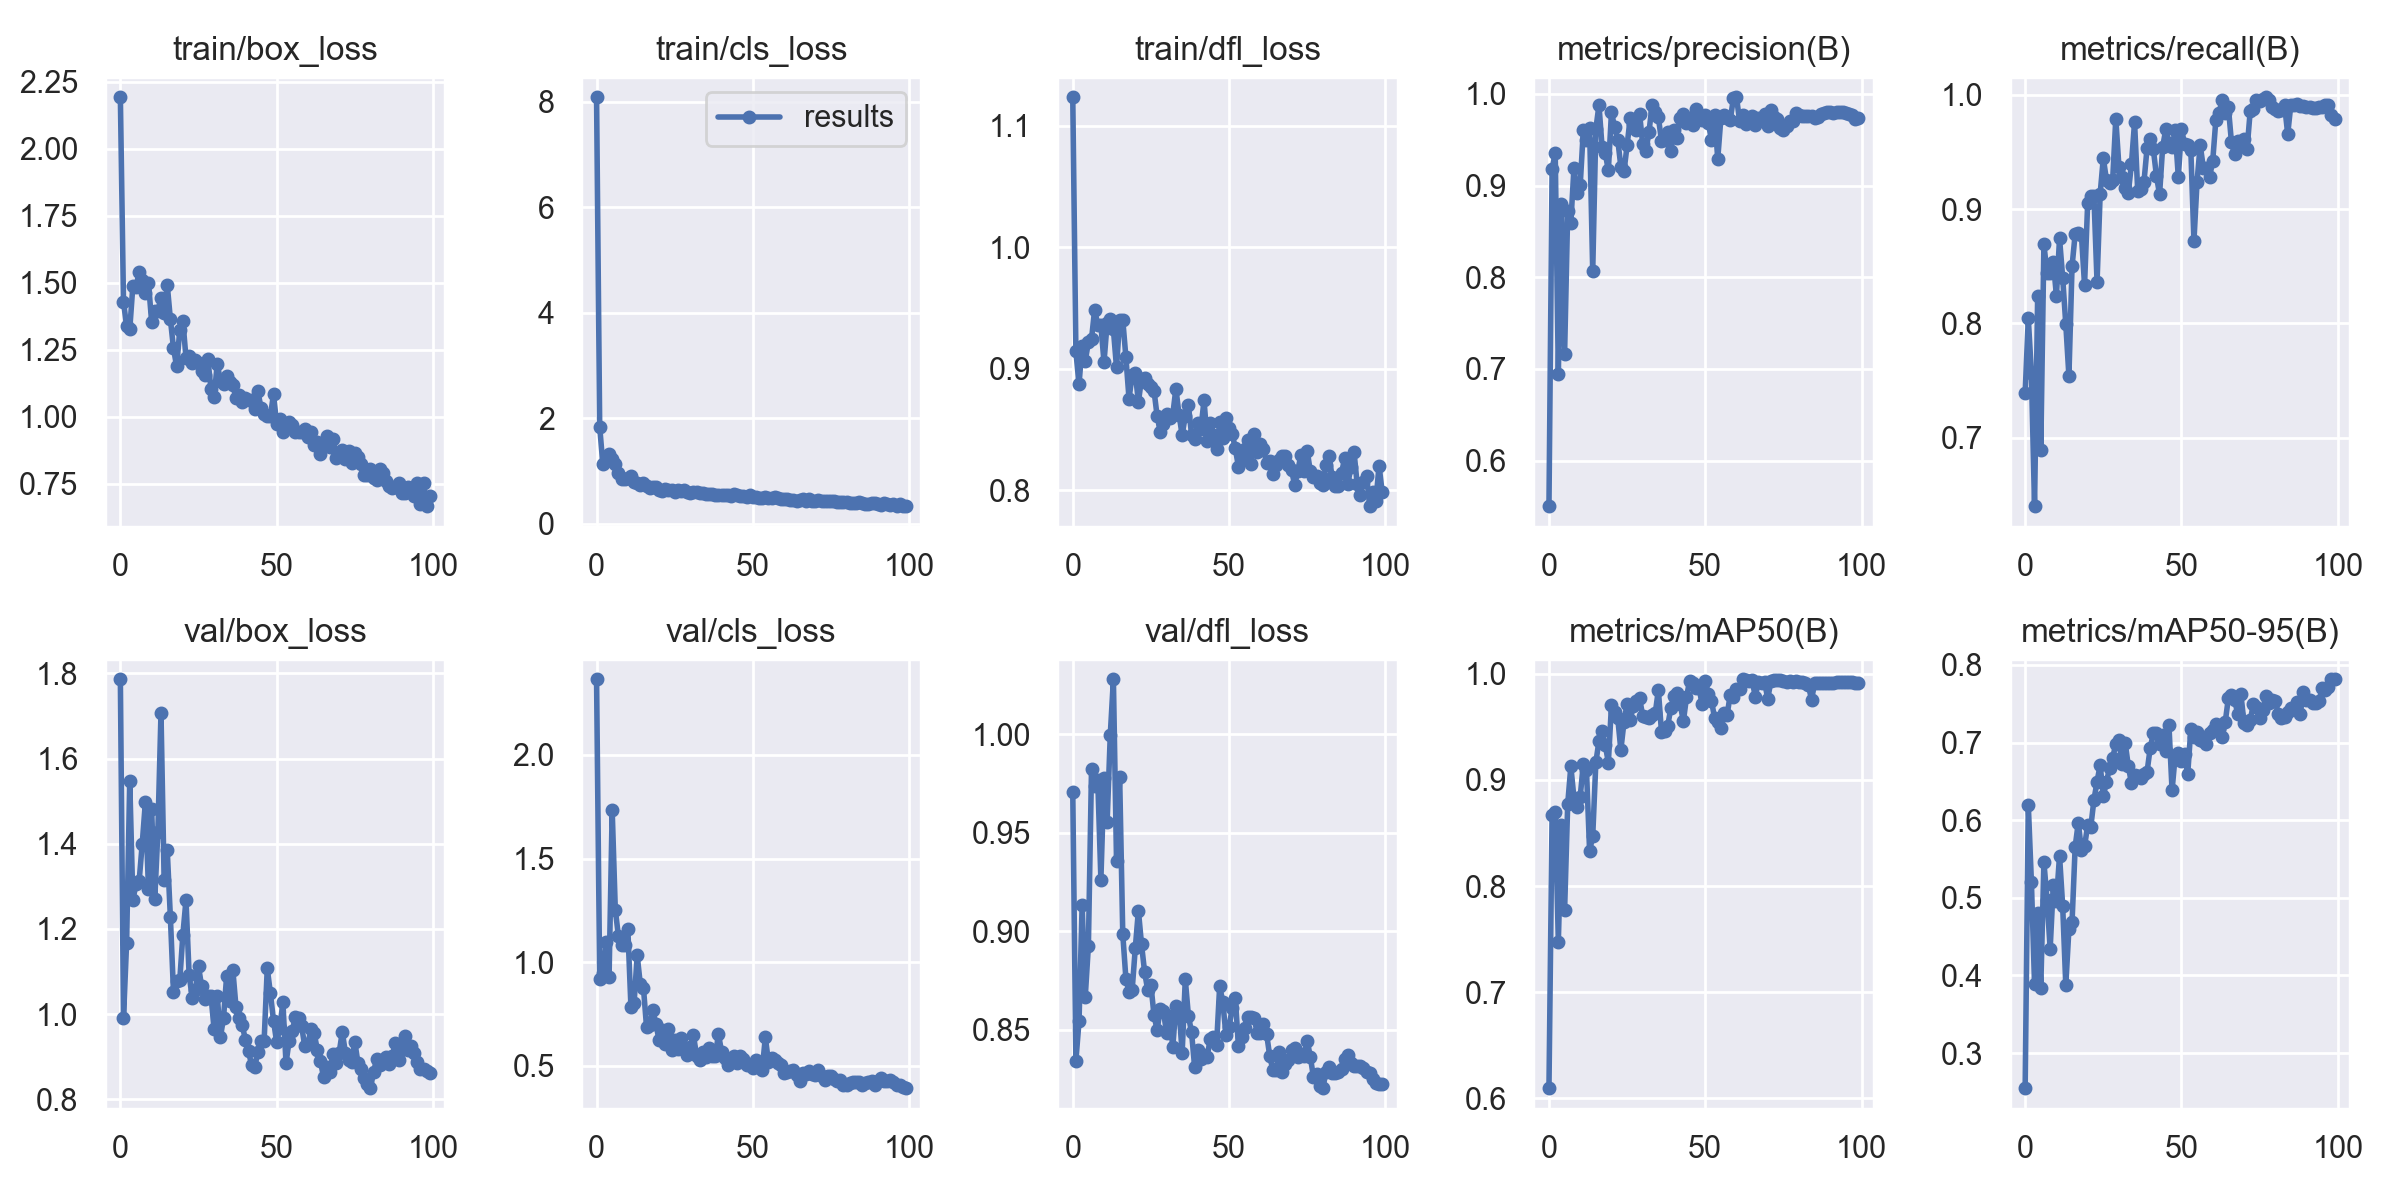 train/box_loss
2.25
2.00
1.75
1.50
1.25
1.00
0.75
0 50 100
train/cls_loss
results
8
6
4
2
0
0 50 100
train/dfl_loss
1.1
1.0
0.9
0.8
0 50 100
metrics/precision(B)
1.0
0.9
0.8
0.7
0.6
0 50 100
metrics/recall(B)
1.0
0.9
0.8
0.7
0 50 100
val/box_loss
1.8
1.6
1.4
1.2
1.0
0.8
0 50 100
val/cls_loss
2.0
1.5
1.0
0.5
0 50 100
val/dfl_loss
1.00
0.95
0.90
0.85
0 50 100
metrics/mAP50(B)
1.0
0.9
0.8
0.7
0.6
0 50 100
metrics/mAP50-95(B)
0.8
0.7
0.6
0.5
0.4
0.3
0 50 100